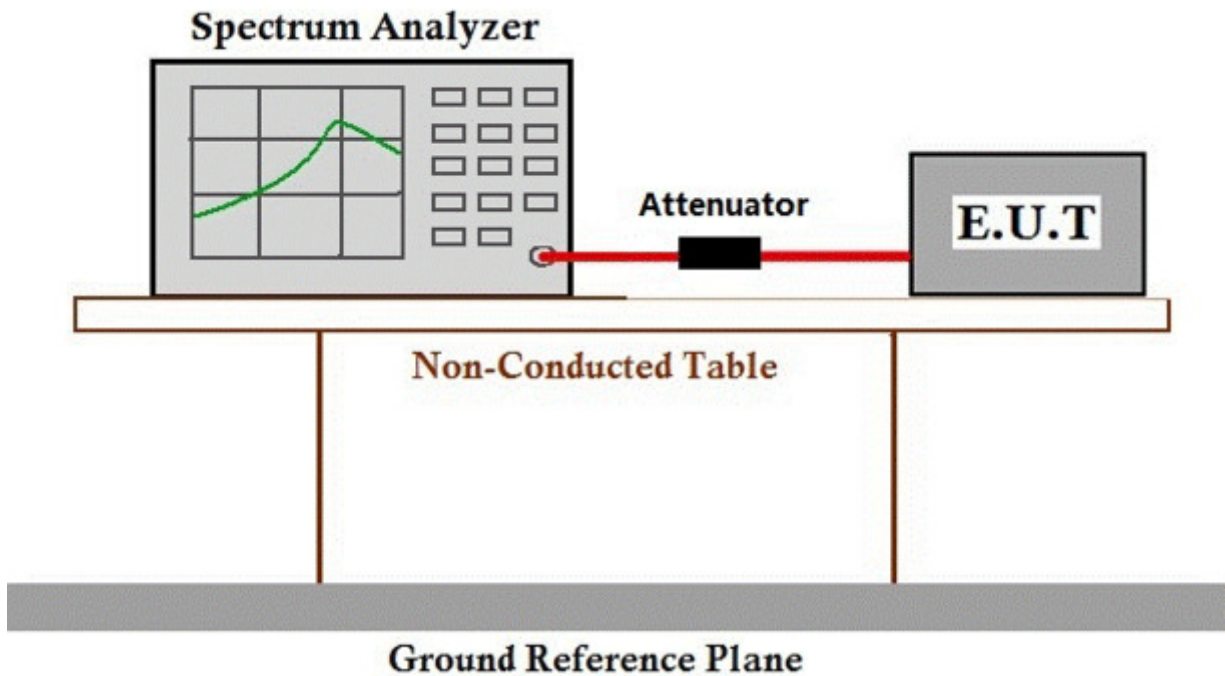 Spectrum Analyzer
Attenuator
E.U.T
Non-Conducted Table
Ground Reference Plane